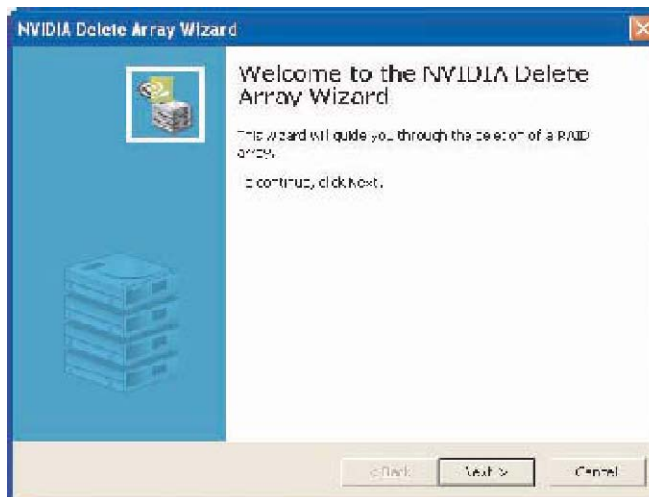 NVIDIA Delete Array Wizard
Welcome to the NVIDIA Delete
Array Wizard
This wizard will guide you through the deletion of a RAID
array.
To continue, click Next.
< Back
Next >
Cancel